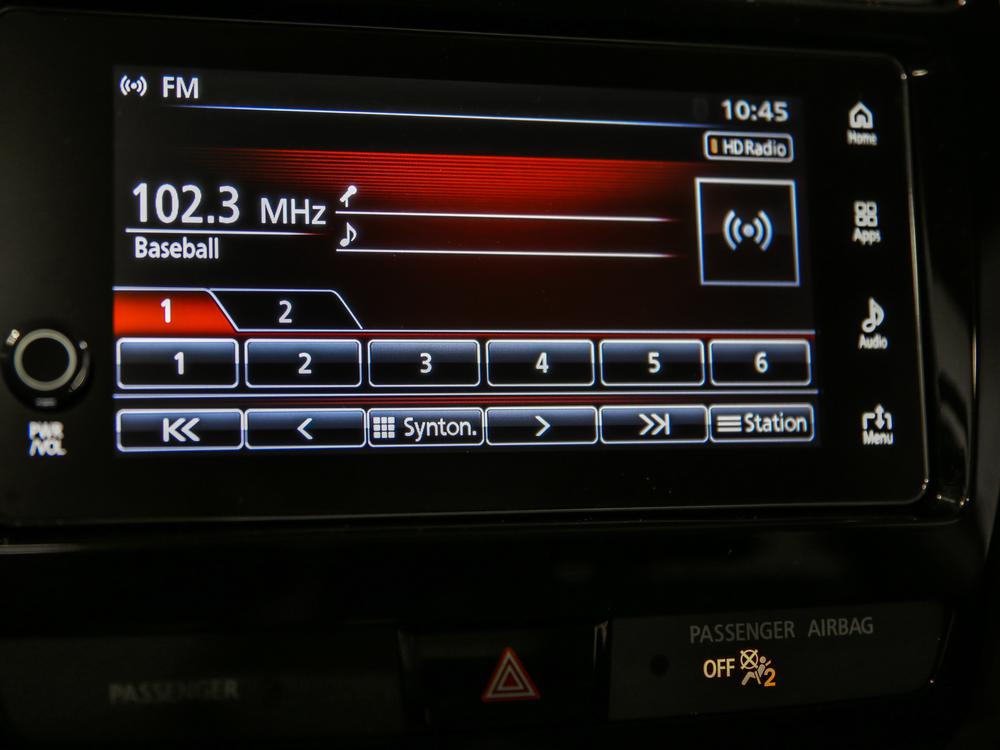 FM
10:45
HD Radio
102.3 MHz
Baseball
1 2
1 2 3 4 5 6
Synton. Station
Home
Apps
Audio
Menu
PWR
/VOL
PASSENGER AIRBAG
OFF 2
PASSENGER